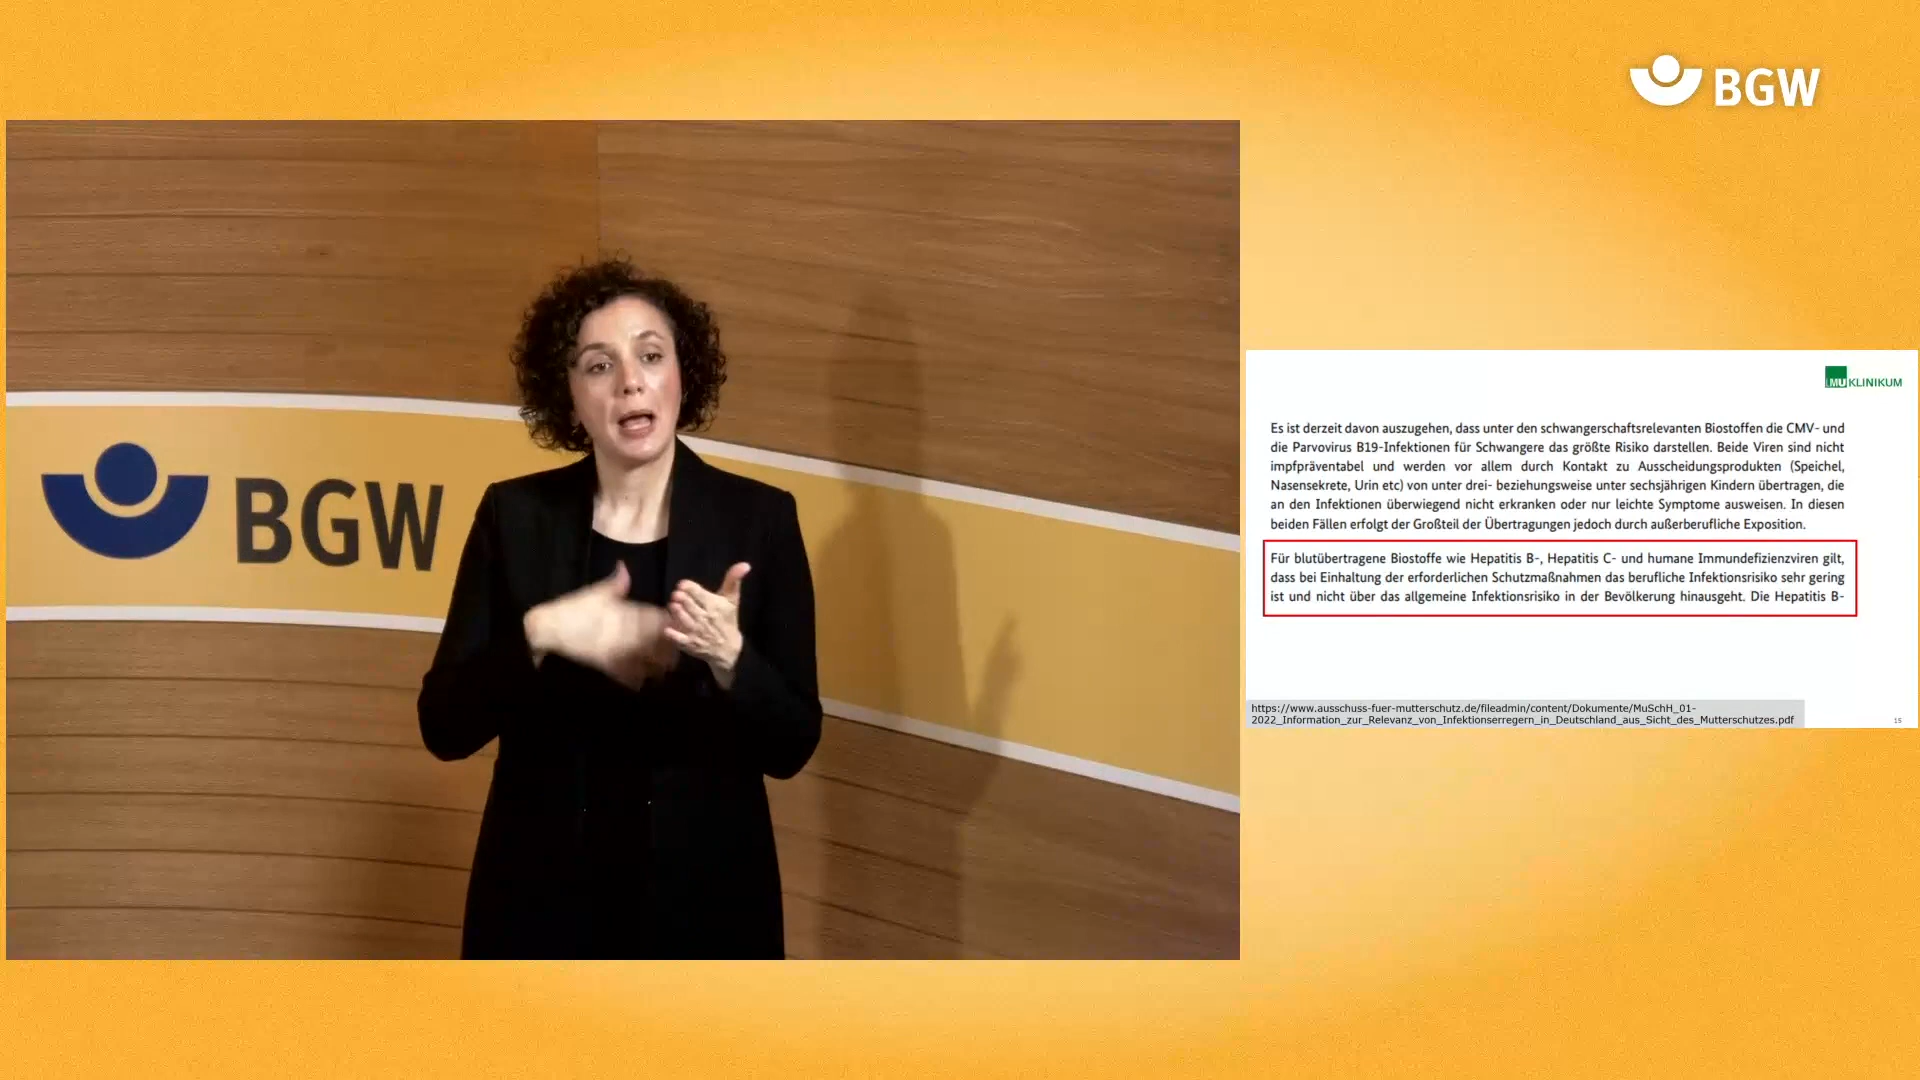 BGW
BGW
LMU KLINIKUM
Es ist derzeit davon auszugehen, dass unter den schwangerschaftsrelevanten Biostoffen die CMV- und
die Parvovirus B19-Infektionen für Schwangere das größte Risiko darstellen. Beide Viren sind nicht
impfpräventabel und werden vor allem durch Kontakt zu Ausscheidungsprodukten (Speichel,
Nasensekrete, Urin etc) von unter drei- beziehungsweise unter sechsjährigen Kindern übertragen, die
an den Infektionen überwiegend nicht erkranken oder nur leichte Symptome ausweisen. In diesen
beiden Fällen erfolgt der Großteil der Übertragungen jedoch durch außerberufliche Exposition.
Für blutübertragene Biostoffe wie Hepatitis B-, Hepatitis C- und humane Immundefizienzviren gilt,
dass bei Einhaltung der erforderlichen Schutzmaßnahmen das berufliche Infektionsrisiko sehr gering
ist und nicht über das allgemeine Infektionsrisiko in der Bevölkerung hinausgeht. Die Hepatitis B-
https://www.ausschuss-fuer-mutterschutz.de/fileadmin/content/Dokumente/MuSchH_01-
2022_Information_zur_Relevanz_von_Infektionserregern_in_Deutschland_aus_Sicht_des_Mutterschutzes.pdf
15